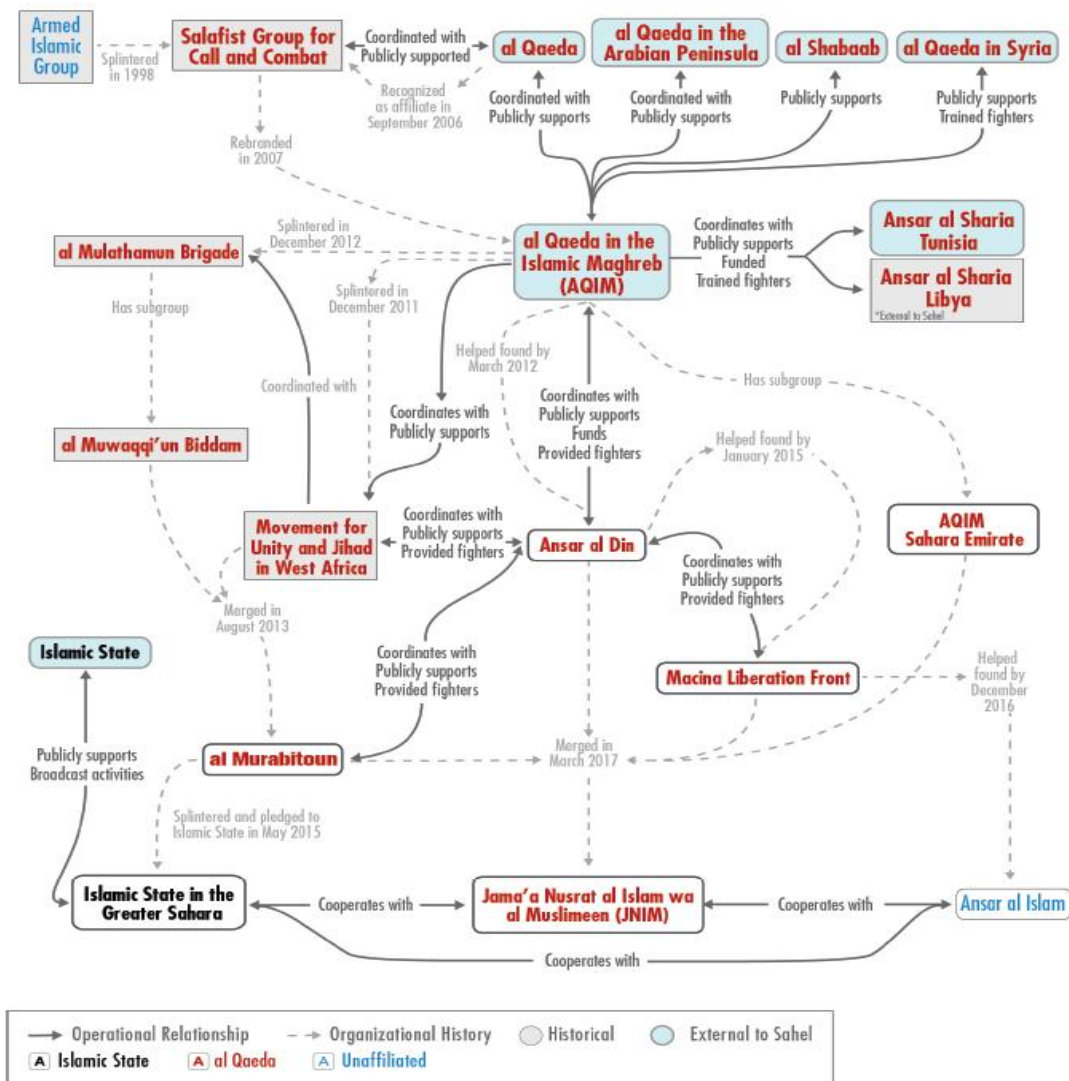 Armed
Islamic
Group
Splintered
in 1998
Salafist Group for
Call and Combat
Coordinated with
Publicly supported
Recognized
as affiliate in
September 2006
al Qaeda
al Qaeda in the
Arabian Peninsula
al Shabaab
al Qaeda in Syria
Coordinated with
Publicly supports
Coordinated with
Publicly supports
Publicly supports
Publicly supports
Trained fighters
Rebranded
in 2007
Splintered in
December 2012
al Mulathamun Brigade
Splintered in
December 2011
al Qaeda in the
Islamic Maghreb
(AQIM)
Coordinates with
Publicly supports
Funded
Trained fighters
Ansar al Sharia
Tunisia
Ansar al Sharia
Libya
*External to Sahel
Has subgroup
Helped found by
March 2012
Coordinated with
Has subgroup
Coordinates with
Publicly supports
Coordinates with
Publicly supports
Funds
Provided fighters
al Muwaqqi'un Biddam
Helped found by
January 2015
Movement for
Unity and Jihad
in West Africa
Coordinates with
Publicly supports
Provided fighters
Ansar al Din
AQIM
Sahara Emirate
Coordinates with
Publicly supports
Provided fighters
Merged in
August 2013
Islamic State
Coordinates with
Publicly supports
Provided fighters
Macina Liberation Front
Helped
found by
December
2016
Publicly supports
Broadcast activities
al Murabitoun
Merged in
March 2017
Splintered and pledged to
Islamic State in May 2015
Islamic State in the
Greater Sahara
Cooperates with
Jama'a Nusrat al Islam wa
al Muslimeen (JNIM)
Cooperates with
Ansar al Islam
Cooperates with
Operational Relationship
Organizational History
Historical
External to Sahel
A Islamic State
A al Qaeda
A Unaffiliated